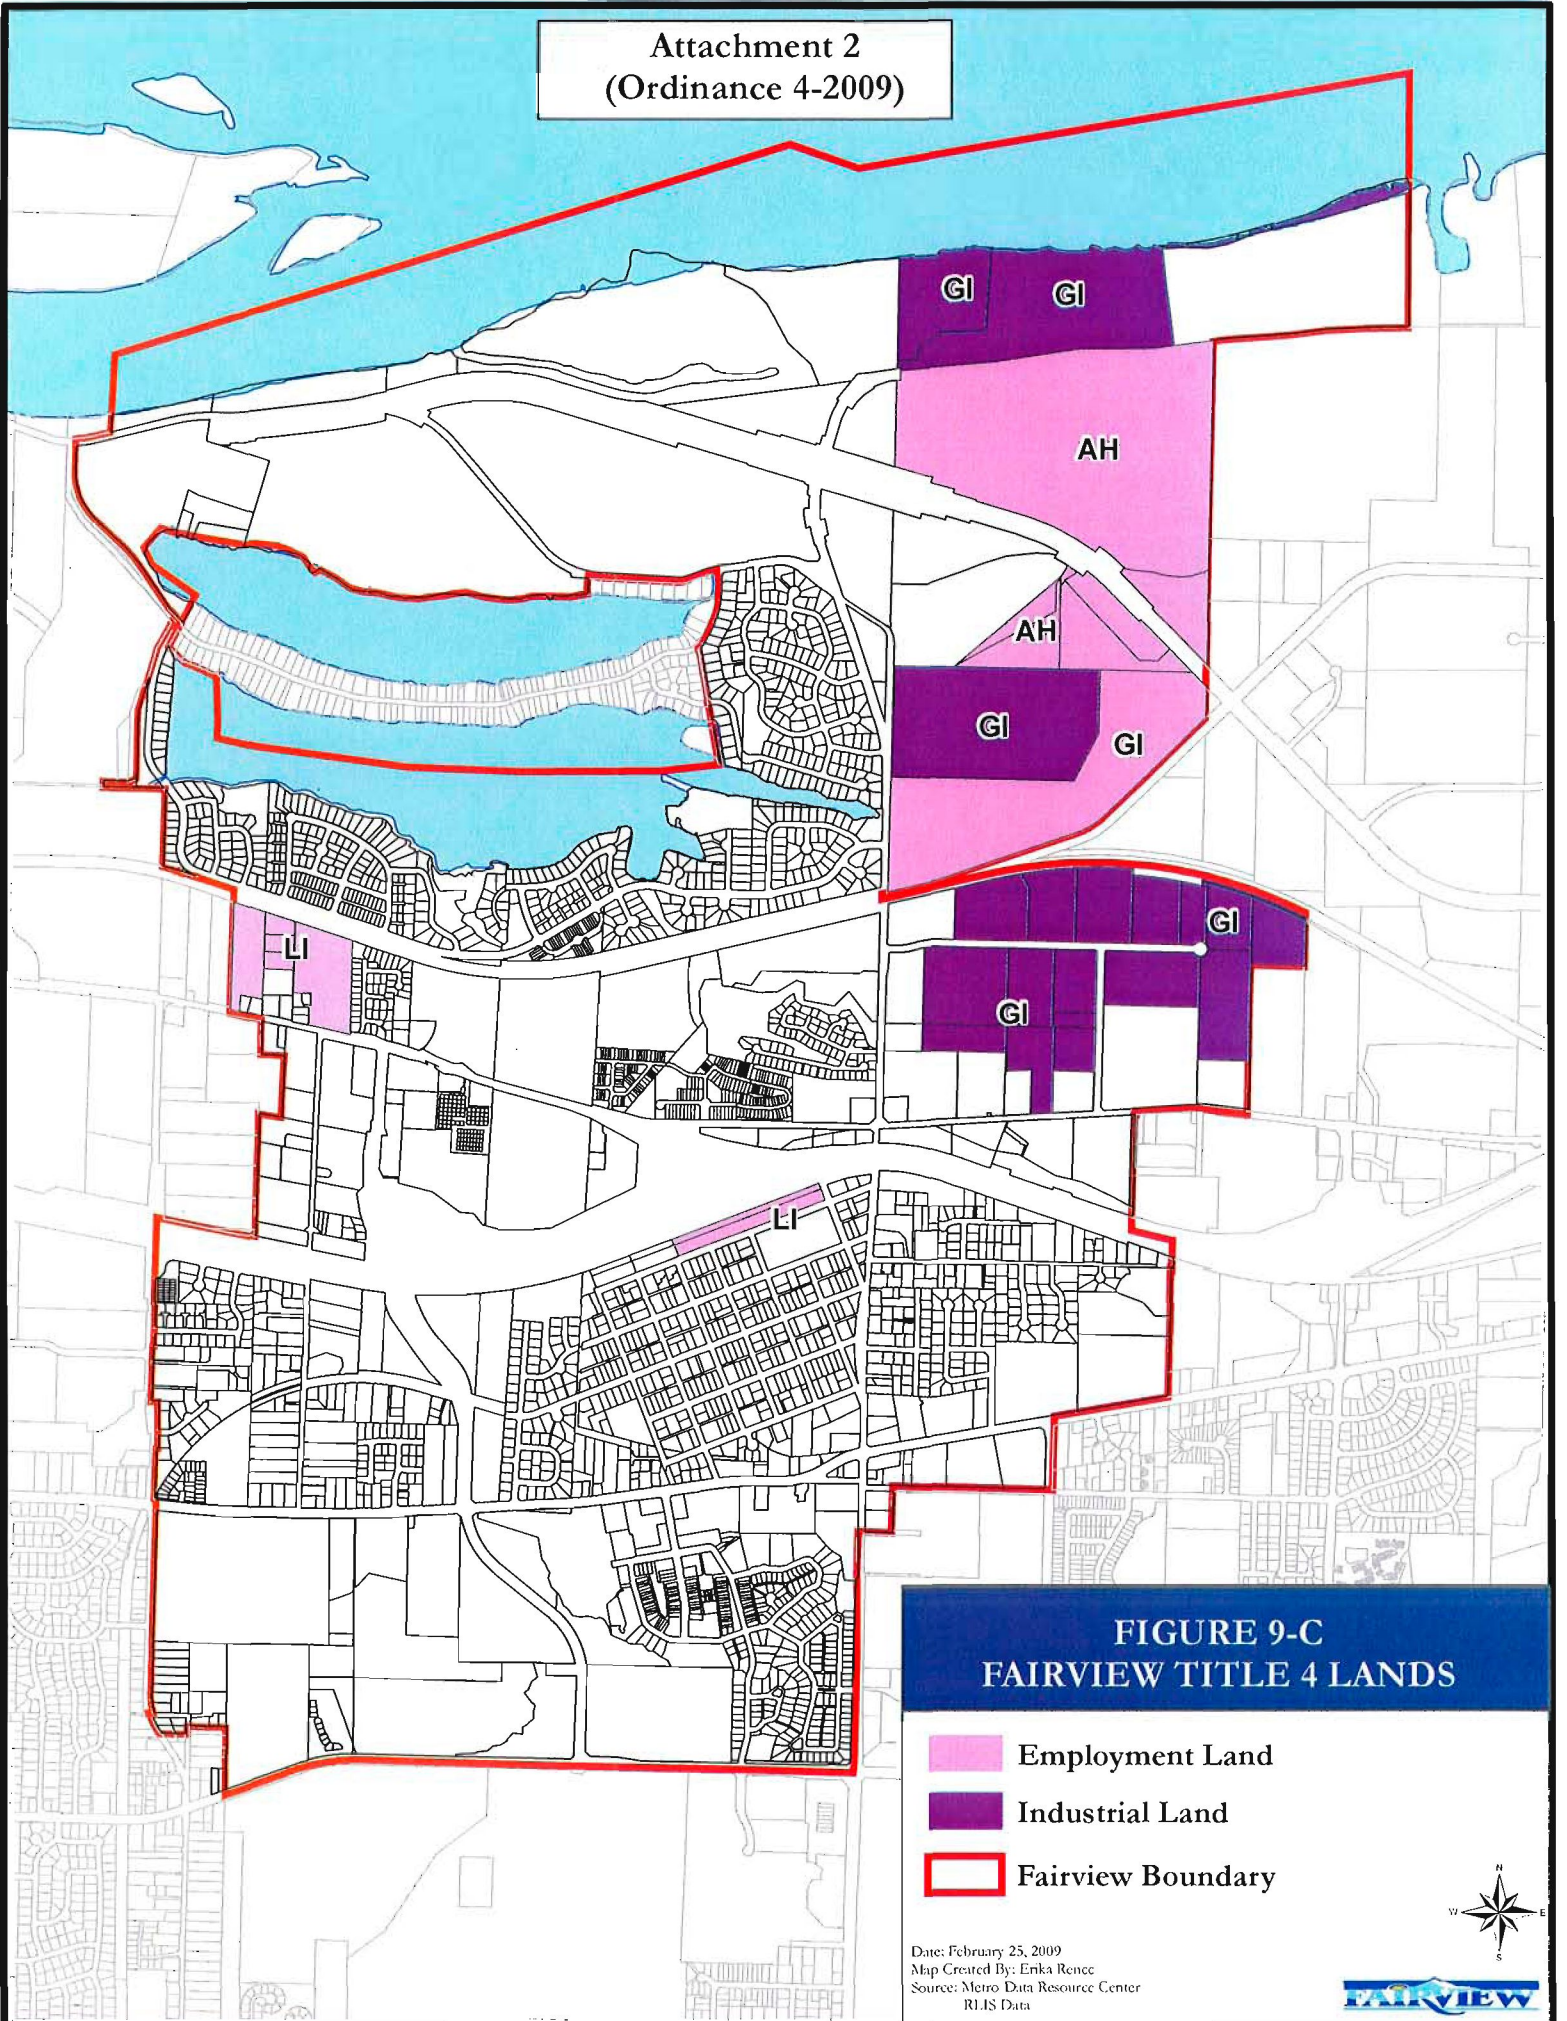 Attachment 2
(Ordinance 4-2009)
GI
GI
AH
AH
GI
GI
GI
LI
GI
LI
FIGURE 9-C
FAIRVIEW TITLE 4 LANDS
Employment Land
Industrial Land
Fairview Boundary
N
W
E
S
Date: February 25, 2009
Map Created By: Erika Renee
Source: Metro Data Resource Center
RLIS Data
FAIRVIEW